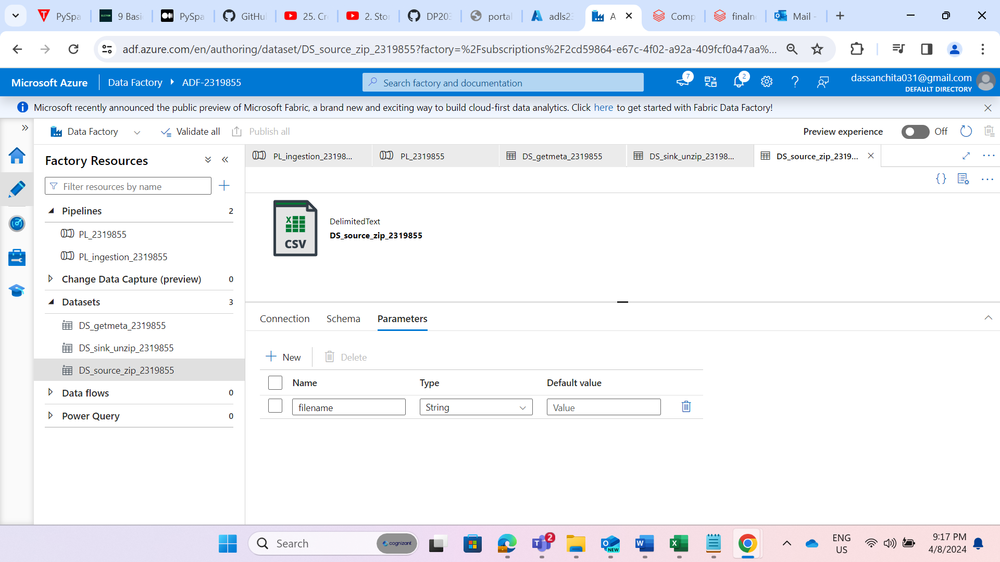 PySpa
9 Basi
PySpa
GitHu
25. Cr
2. Stor
DP203
portal
adls23
A
Comp
finalno
Mail -
adf.azure.com/en/authoring/dataset/DS_source_zip_2319855?factory=%2Fsubscriptions%2F2cd59864-e67c-4f02-a92a-409fcf0a47aa%...
Microsoft Azure
Data Factory
ADF-2319855
Search factory and documentation
7
2
dassanchita031@gmail.com
DEFAULT DIRECTORY
Microsoft recently announced the public preview of Microsoft Fabric, a brand new and exciting way to build cloud-first data analytics. Click here to get started with Fabric Data Factory!
Data Factory
Validate all
Publish all
Preview experience
Off
Factory Resources
Filter resources by name
Pipelines 2
PL_2319855
PL_ingestion_2319855
Change Data Capture (preview) 0
Datasets 3
DS_getmeta_2319855
DS_sink_unzip_2319855
DS_source_zip_2319855
Data flows 0
Power Query 0
PL_ingestion_23198...
PL_2319855
DS_getmeta_2319855
DS_sink_unzip_23198...
DS_source_zip_2319...
CSV
DelimitedText
DS_source_zip_2319855
Connection
Schema
Parameters
New
Delete
Name Type Default value
filename String Value
Search
cognizant
2
NEW
ENG
US
9:17 PM
4/8/2024